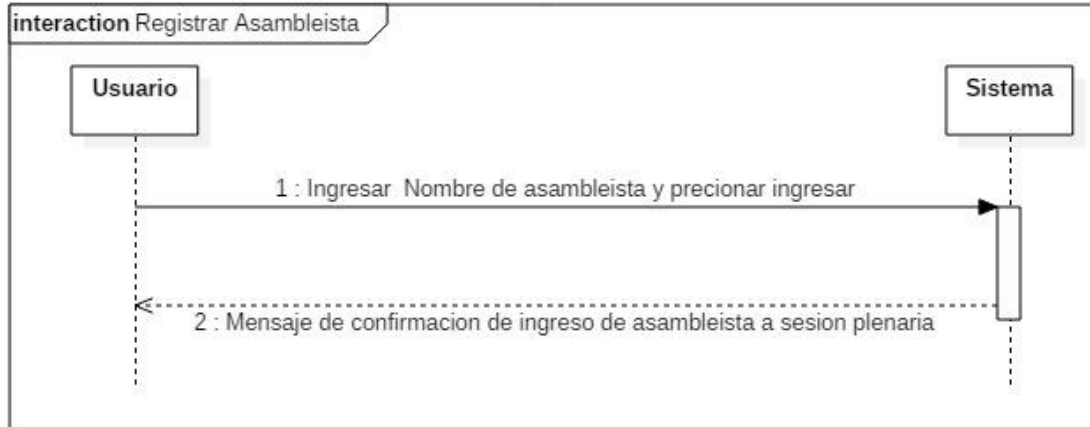 interaction Registrar Asambleista
Usuario
Sistema
1 : Ingresar Nombre de asambleista y precionar ingresar
2 : Mensaje de confirmacion de ingreso de asambleista a sesion plenaria